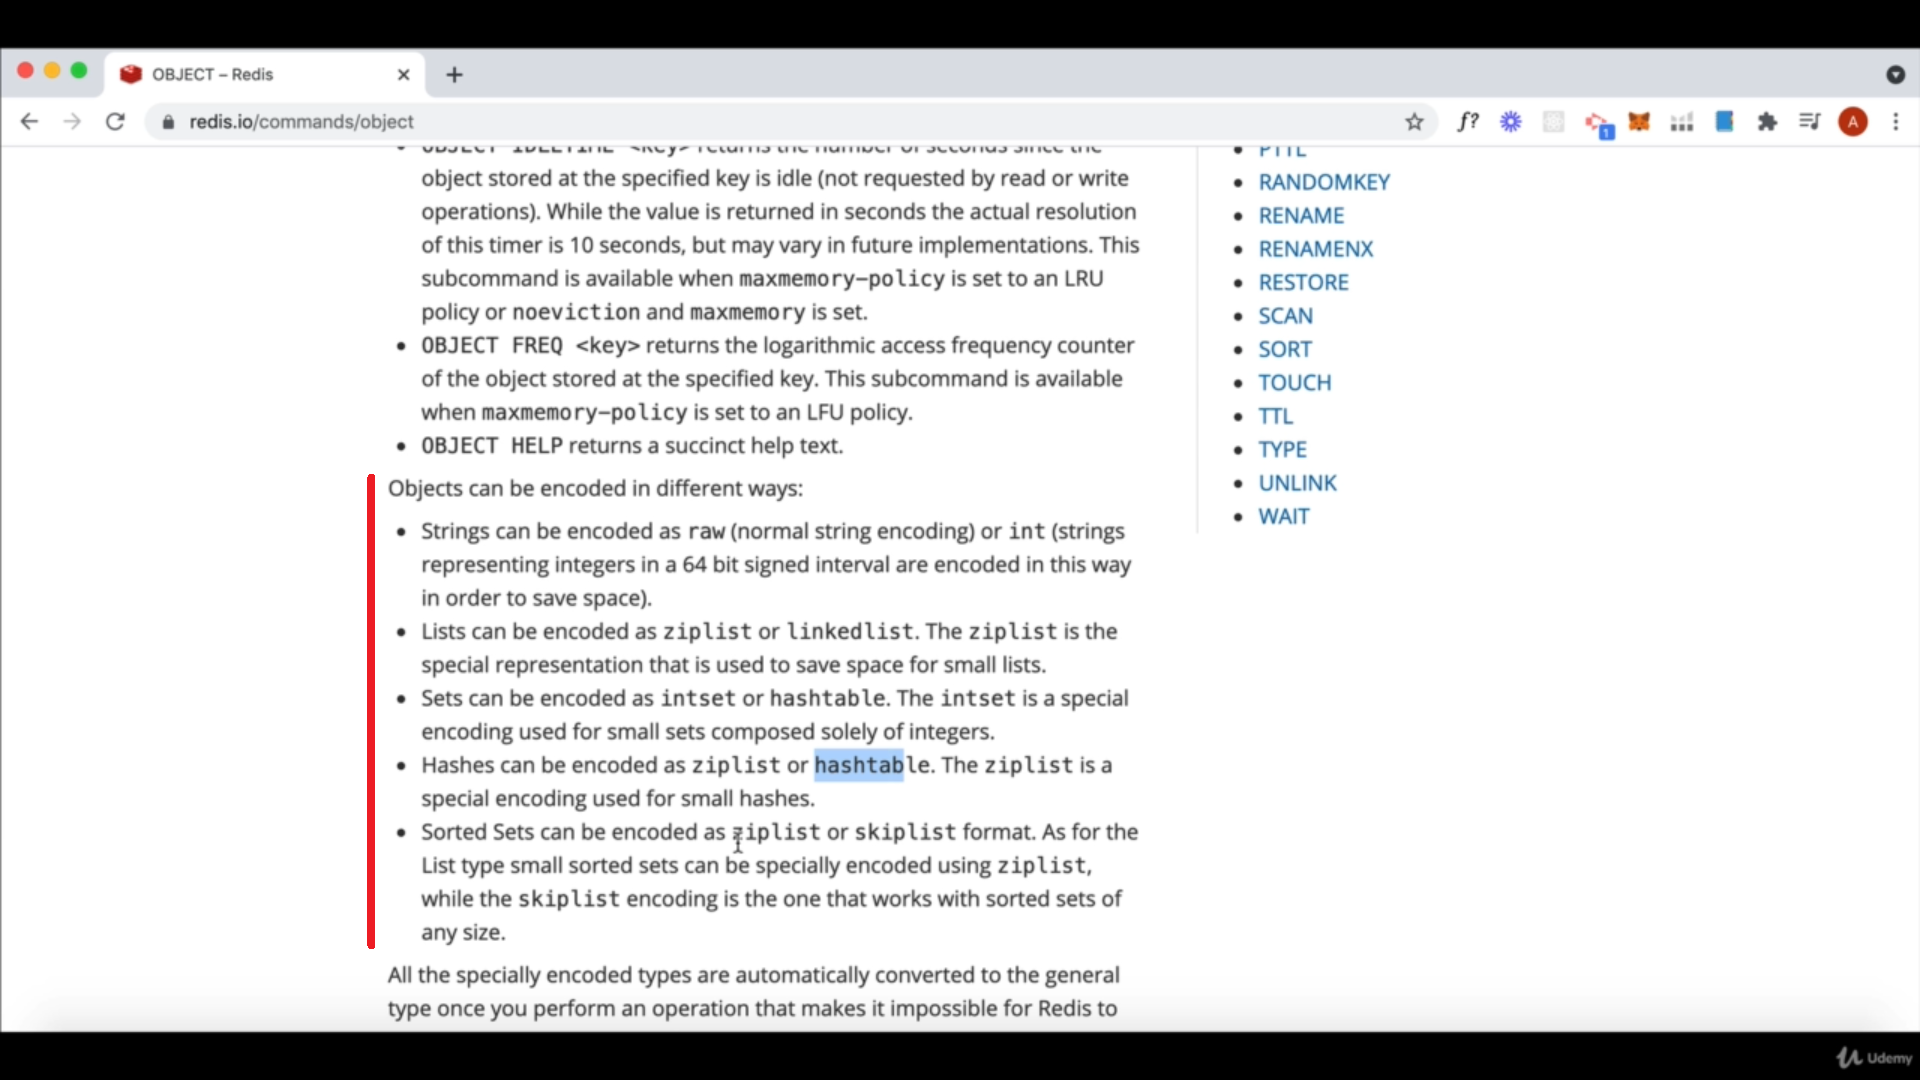 OBJECT – Redis
redis.io/commands/object
f?
1
A
OBJECT IDLETIME <key> returns the number of seconds since the
object stored at the specified key is idle (not requested by read or write
operations). While the value is returned in seconds the actual resolution
of this timer is 10 seconds, but may vary in future implementations. This
subcommand is available when maxmemory-policy is set to an LRU
policy or noeviction and maxmemory is set.
OBJECT FREQ <key> returns the logarithmic access frequency counter
of the object stored at the specified key. This subcommand is available
when maxmemory-policy is set to an LFU policy.
OBJECT HELP returns a succinct help text.
Objects can be encoded in different ways:
Strings can be encoded as raw (normal string encoding) or int (strings
representing integers in a 64 bit signed interval are encoded in this way
in order to save space).
Lists can be encoded as ziplist or linkedlist. The ziplist is the
special representation that is used to save space for small lists.
Sets can be encoded as intset or hashtable. The intset is a special
encoding used for small sets composed solely of integers.
Hashes can be encoded as ziplist or hashtable. The ziplist is a
special encoding used for small hashes.
Sorted Sets can be encoded as ziplist or skiplist format. As for the
List type small sorted sets can be specially encoded using ziplist,
while the skiplist encoding is the one that works with sorted sets of
any size.
All the specially encoded types are automatically converted to the general
type once you perform an operation that makes it impossible for Redis to
PTTL
RANDOMKEY
RENAME
RENAMENX
RESTORE
SCAN
SORT
TOUCH
TTL
TYPE
UNLINK
WAIT
Udemy